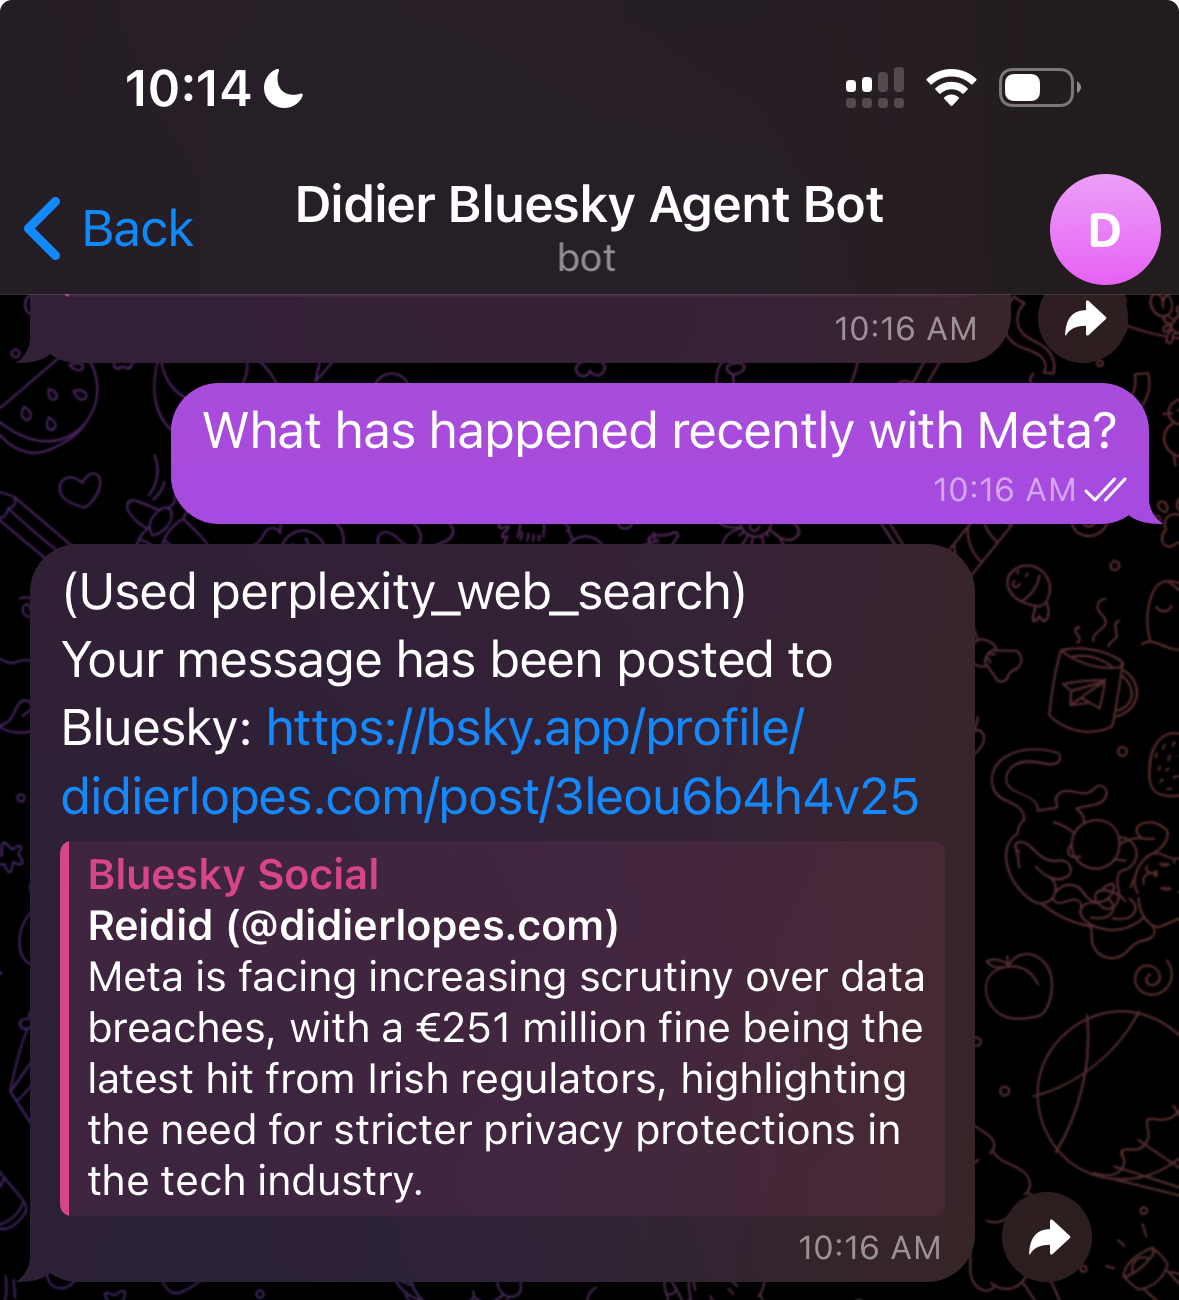 10:14
Back
Didier Bluesky Agent Bot
bot
D
10:16 AM
What has happened recently with Meta?
10:16 AM
(Used perplexity_web_search)
Your message has been posted to
Bluesky: https://bsky.app/profile/
didierlopes.com/post/3leou6b4h4v25
Bluesky Social
Reidid (@didierlopes.com)
Meta is facing increasing scrutiny over data
breaches, with a €251 million fine being the
latest hit from Irish regulators, highlighting
the need for stricter privacy protections in
the tech industry.
10:16 AM